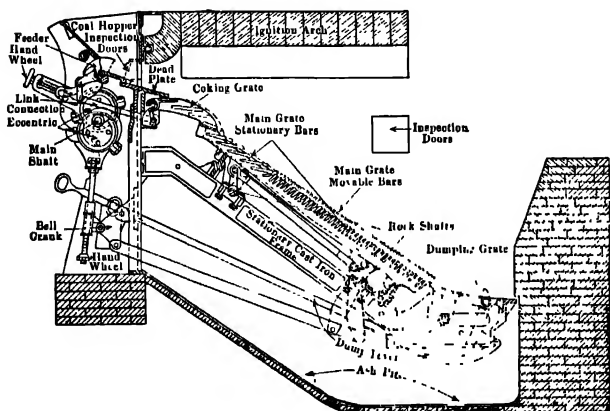 Coal Hopper
Inspection
Doors
Feeder
Hand
Wheel
Link
Connection
Eccentric
Main
Shaft
Bell
Crank
Hand
Wheel
Dead
Plate
Ignition Arch
Coking Grate
Main Grate
Stationary Bars
Inspection
Doors
Main Grate
Movable Bars
Rock Shafts
Dumping Grate
Stationary Cast Iron
Frame
Dump Lever
Ash Pit